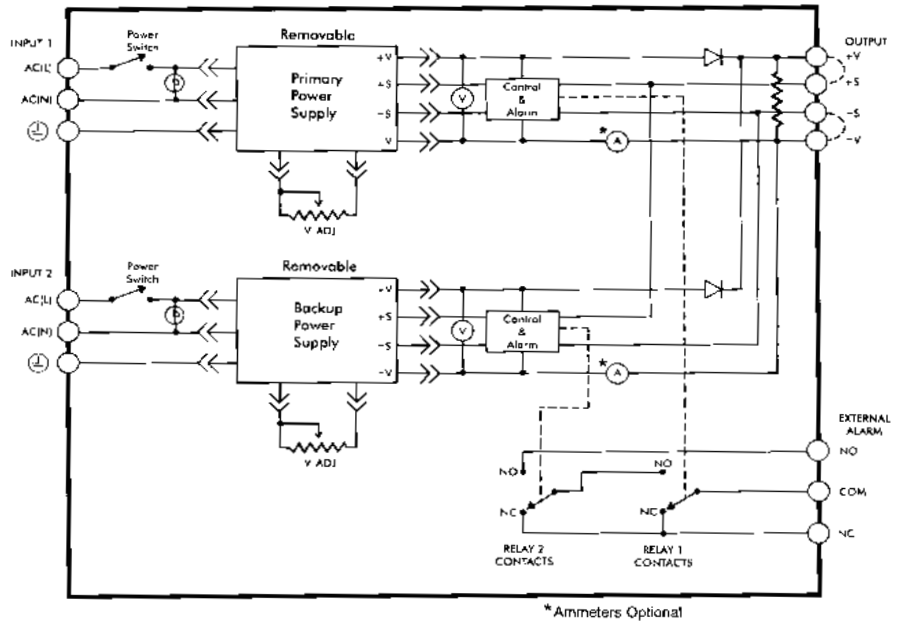 INPUT 1
Power
Switch
Removable
OUTPUT
AC(L)
AC(N)
Primary
Power
Supply
+V
+S
-S
V
V
Control
&
Alarm
*
A
+V
+S
-S
-V
V ADJ
INPUT 2
Power
Switch
Removable
AC(L)
AC(N)
Backup
Power
Supply
+V
+S
-S
-V
V
Control
&
Alarm
*
A
V ADJ
EXTERNAL
ALARM
NO
COM
NC
NO
NC
NO
NC
RELAY 2
CONTACTS
RELAY 1
CONTACTS
*Ammeters Optional